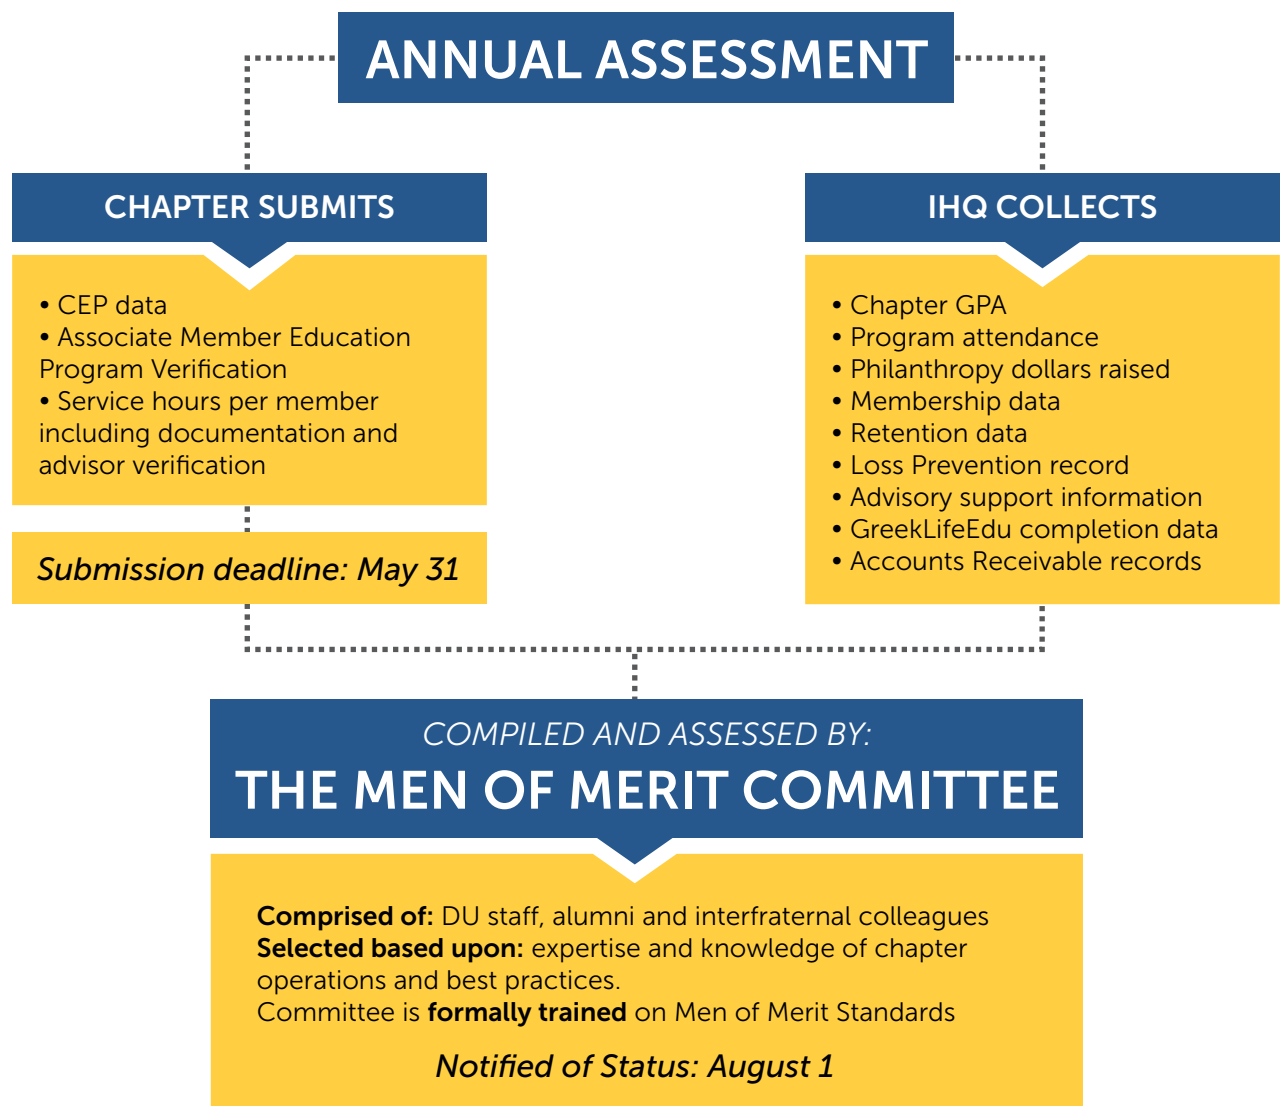 ANNUAL ASSESSMENT
CHAPTER SUBMITS
• CEP data
• Associate Member Education
Program Verification
• Service hours per member
including documentation and
advisor verification
Submission deadline: May 31
IHQ COLLECTS
• Chapter GPA
• Program attendance
• Philanthropy dollars raised
• Membership data
• Retention data
• Loss Prevention record
• Advisory support information
• GreekLifeEdu completion data
• Accounts Receivable records
COMPILED AND ASSESSED BY:
THE MEN OF MERIT COMMITTEE
Comprised of: DU staff, alumni and interfraternal colleagues
Selected based upon: expertise and knowledge of chapter
operations and best practices.
Committee is formally trained on Men of Merit Standards
Notified of Status: August 1